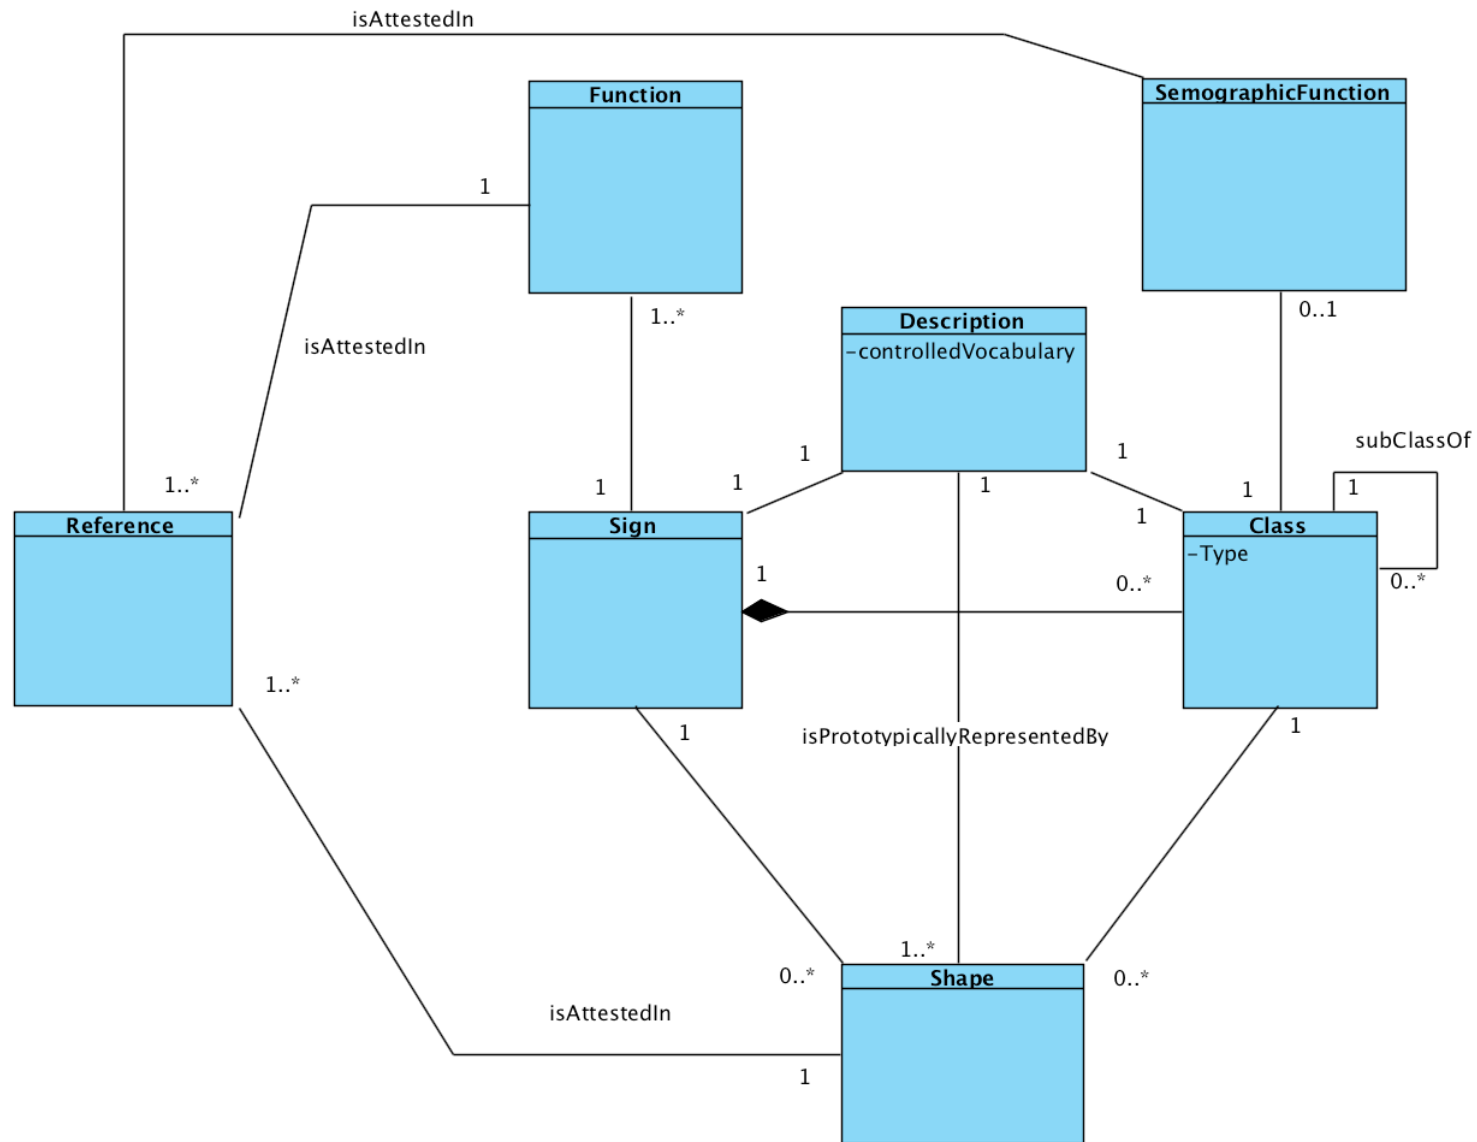 isAttestedIn
Function
SemographicFunction
1
1..*
0..1
Description
-controlledVocabulary
isAttestedIn
subClassOf
1
1
1..*
1
1
1
1
1
1
Reference
Sign
Class
-Type
1
0..*
0..*
1..*
1
isPrototypicallyRepresentedBy
1
1..*
0..*
Shape
0..*
isAttestedIn
1